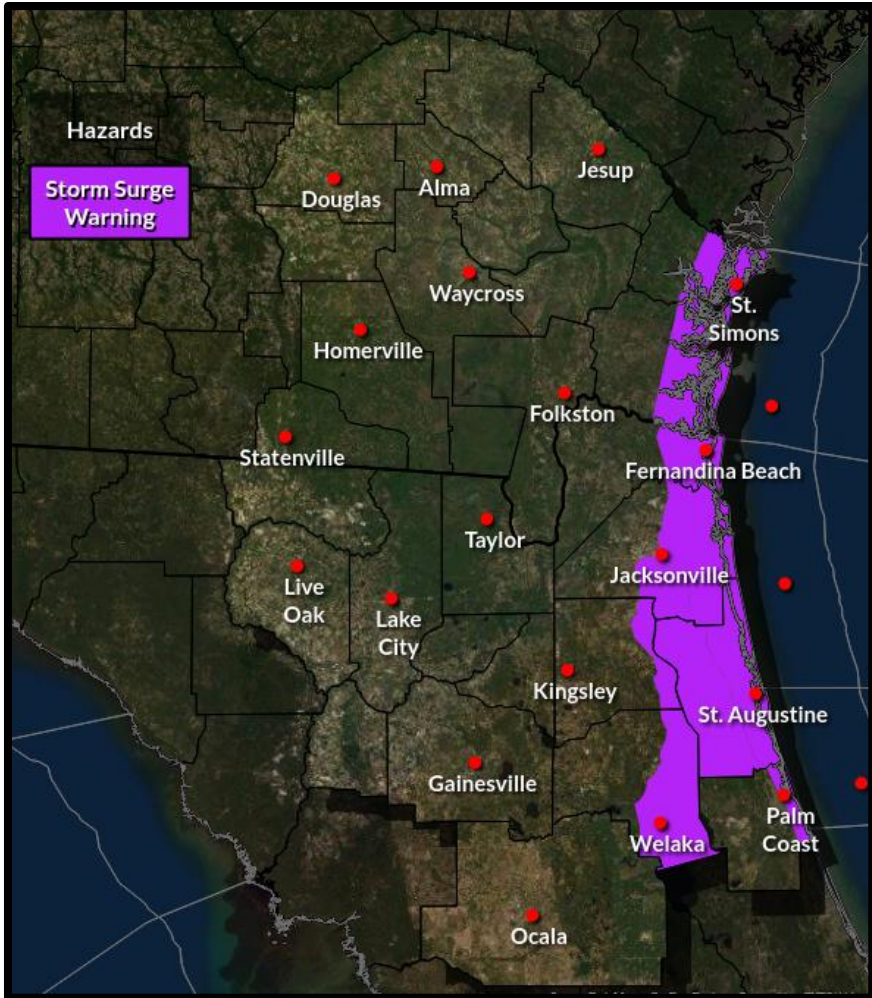 Hazards
Storm Surge
Warning
Jesup
Alma
Douglas
Waycross
St.
Simons
Homerville
Folkston
Statenville
Fernandina Beach
Taylor
Jacksonville
Live
Oak
Lake
City
Kingsley
St. Augustine
Gainesville
Palm
Coast
Welaka
Ocala